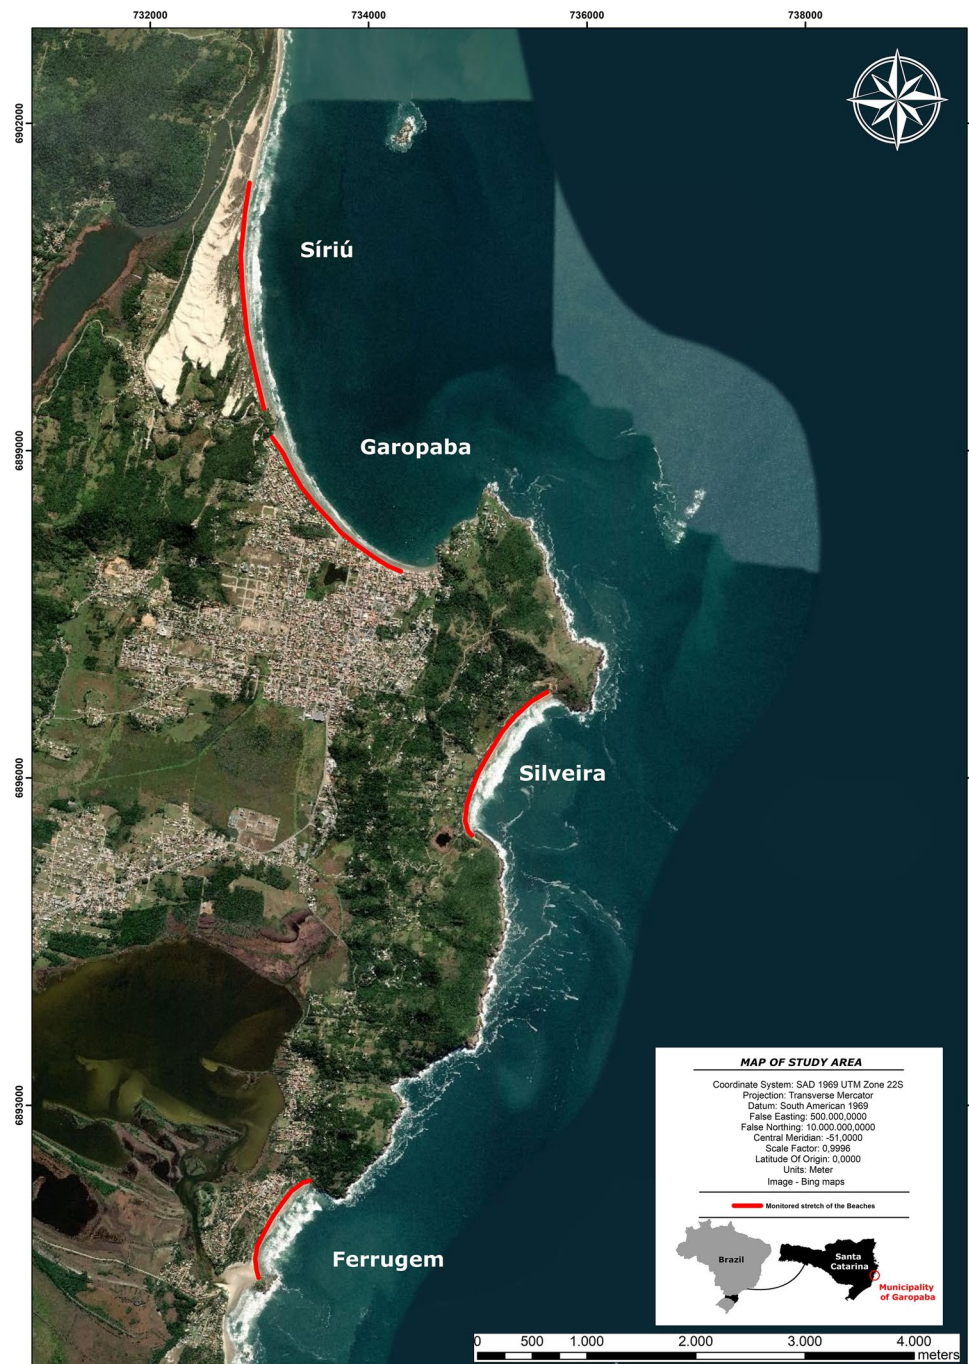 732000
734000
736000
738000
6902000
6899000
6896000
6893000
Síriú
Garopaba
Silveira
Ferrugem
MAP OF STUDY AREA
Coordinate System: SAD 1969 UTM Zone 22S
Projection: Transverse Mercator
Datum: South American 1969
False Easting: 500.000,0000
False Northing: 10.000.000,0000
Central Meridian: -51,0000
Scale Factor: 0,9996
Latitude Of Origin: 0,0000
Units: Meter
Image - Bing maps
Monitored stretch of the Beaches
Brazil
Santa
Catarina
Municipality
of Garopaba
0 500 1.000 2.000 3.000 4.000
meters